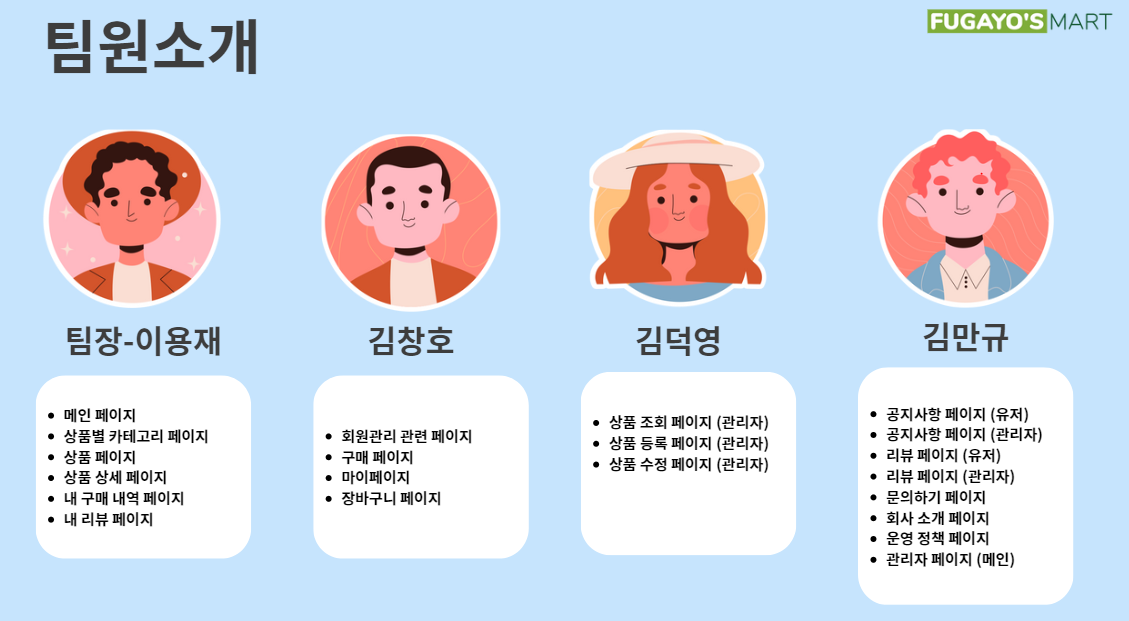 팀원소개
FUGAYO'S MART
팀장-이용재
• 메인 페이지
• 상품별 카테고리 페이지
• 상품 페이지
• 상품 상세 페이지
• 내 구매 내역 페이지
• 내 리뷰 페이지
김창호
• 회원관리 관련 페이지
• 구매 페이지
• 마이페이지
• 장바구니 페이지
김덕영
• 상품 조회 페이지 (관리자)
• 상품 등록 페이지 (관리자)
• 상품 수정 페이지 (관리자)
김만규
• 공지사항 페이지 (유저)
• 공지사항 페이지 (관리자)
• 리뷰 페이지 (유저)
• 리뷰 페이지 (관리자)
• 문의하기 페이지
• 회사 소개 페이지
• 운영 정책 페이지
• 관리자 페이지 (메인)